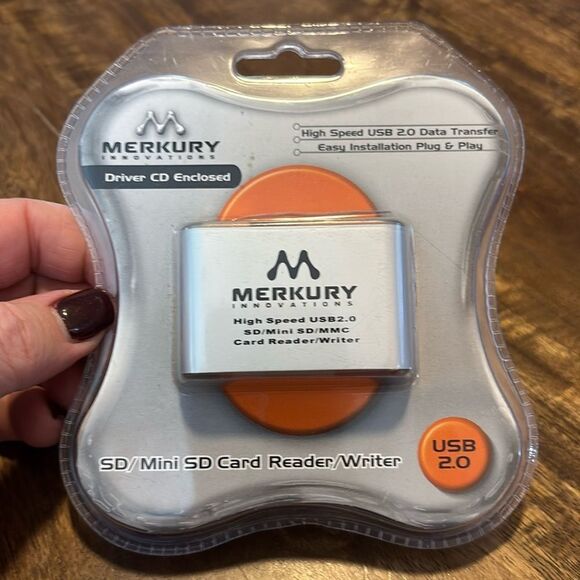 MERKURY
INNOVATIONS
Driver CD Enclosed
High Speed USB 2.0 Data Transfer
Easy Installation Plug & Play
MERKURY
INNOVATIONS
High Speed USB2.0
SD/Mini SD/MMC
Card Reader/Writer
SD/Mini SD Card Reader/Writer
USB
2.0